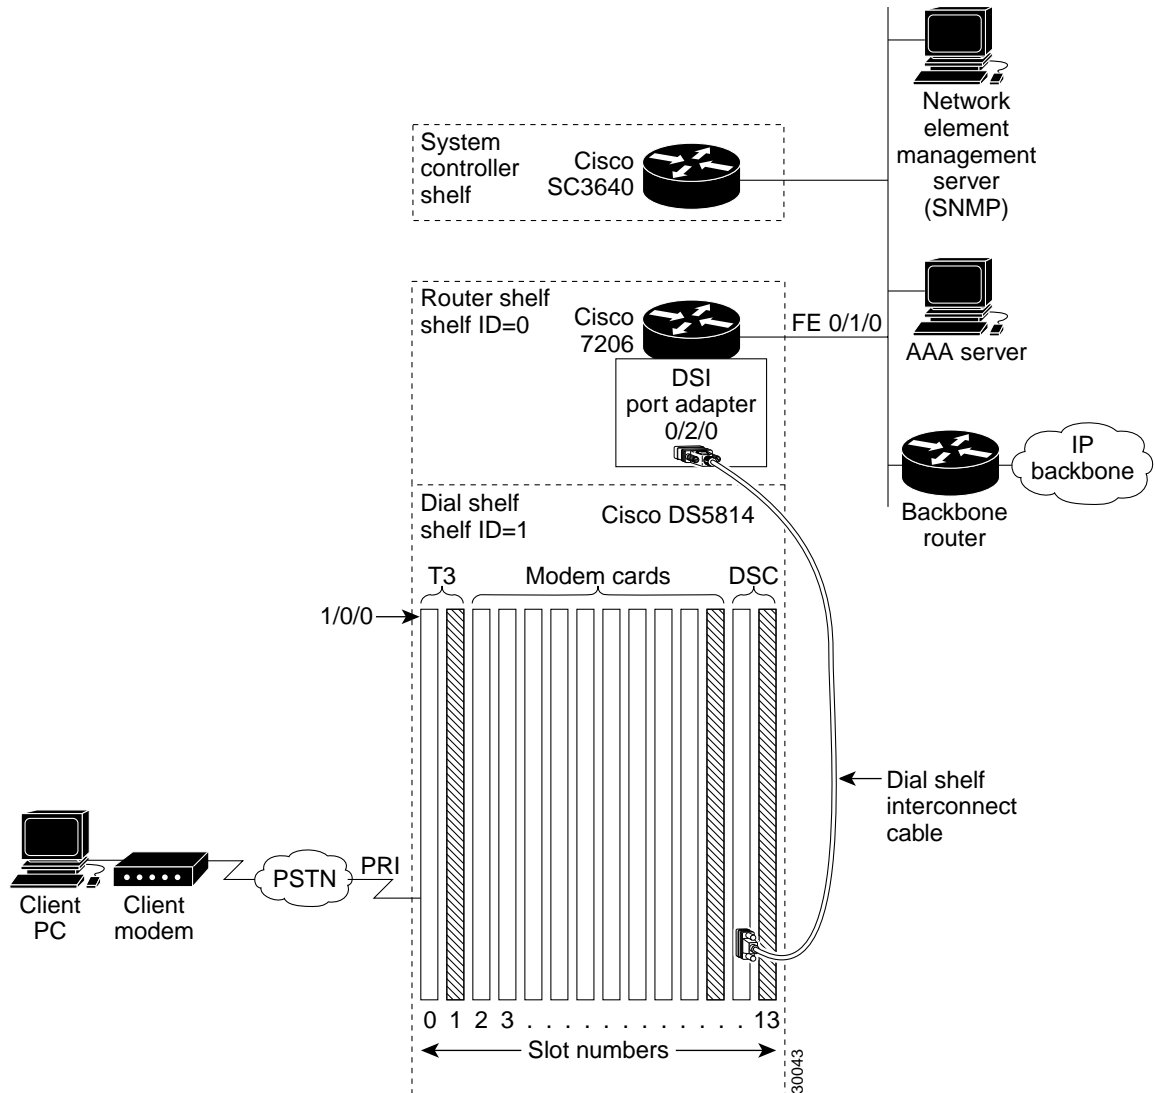 Network
element
management
server
(SNMP)
System
controller
shelf
Cisco
SC3640
Router shelf
shelf ID=0
Cisco
7206
FE 0/1/0
AAA server
DSI
port adapter
0/2/0
IP
backbone
Backbone
router
Dial shelf
shelf ID=1
Cisco DS5814
T3
Modem cards
DSC
1/0/0
Dial shelf
interconnect
cable
PSTN
PRI
Client
PC
Client
modem
0 1 2 3 . . . . . . . . . . . . 13
Slot numbers
30043